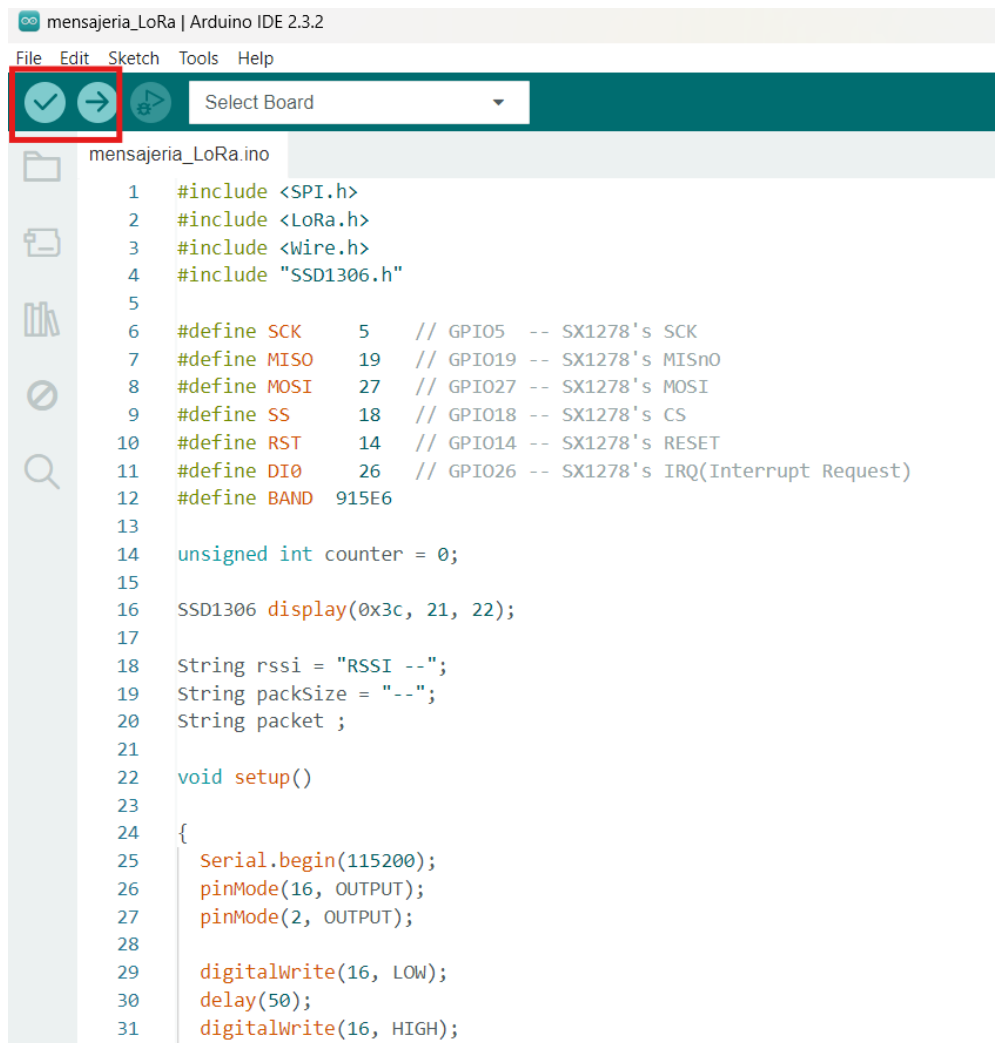 mensajeria_LoRa | Arduino IDE 2.3.2
File Edit Sketch Tools Help
Select Board
mensajeria_LoRa.ino
1 #include <SPI.h>
2 #include <LoRa.h>
3 #include <Wire.h>
4 #include "SSD1306.h"
5
6 #define SCK 5 // GPIO5 -- SX1278's SCK
7 #define MISO 19 // GPIO19 -- SX1278's MISnO
8 #define MOSI 27 // GPIO27 -- SX1278's MOSI
9 #define SS 18 // GPIO18 -- SX1278's CS
10 #define RST 14 // GPIO14 -- SX1278's RESET
11 #define DI0 26 // GPIO26 -- SX1278's IRQ(Interrupt Request)
12 #define BAND 915E6
13
14 unsigned int counter = 0;
15
16 SSD1306 display(0x3c, 21, 22);
17
18 String rssi = "RSSI --";
19 String packSize = "--";
20 String packet ;
21
22 void setup()
23
24 {
25 Serial.begin(115200);
26 pinMode(16, OUTPUT);
27 pinMode(2, OUTPUT);
28
29 digitalWrite(16, LOW);
30 delay(50);
31 digitalWrite(16, HIGH);